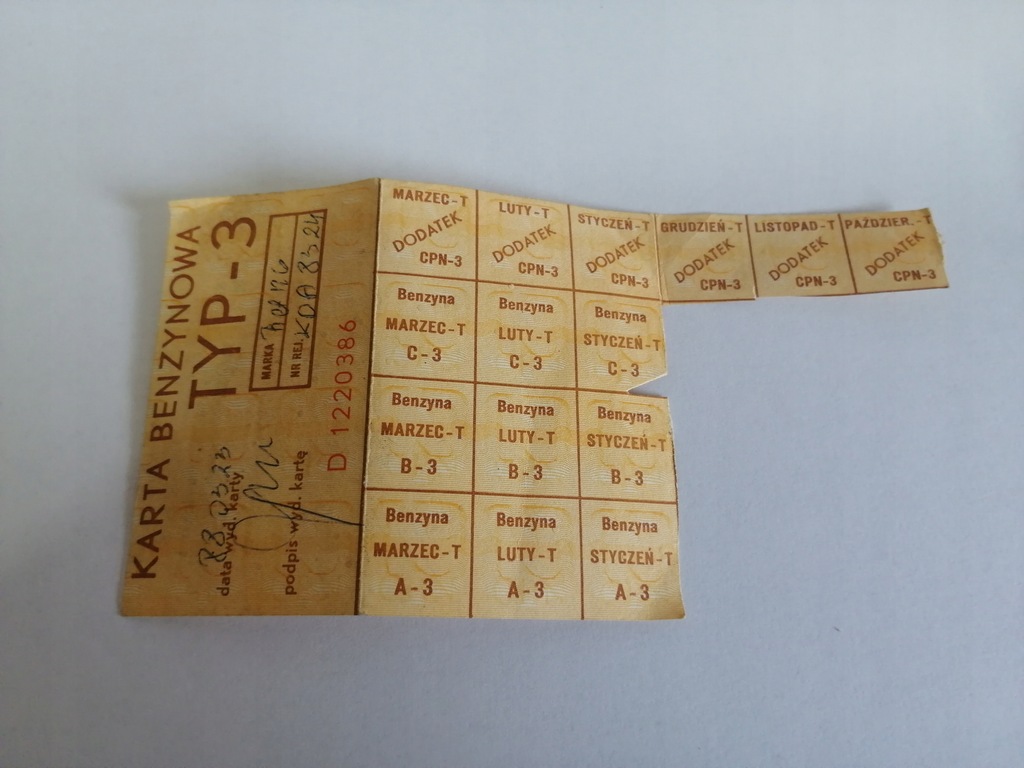 KARTA BENZYNOWA
TYP-3
MARKA
NR REJ. KDA 8324
data wyd. karty
podpis wyd. kartę
D 1220386
MARZEC-T
DODATEK
CPN-3
LUTY-T
DODATEK
CPN-3
STYCZEŃ-T
DODATEK
CPN-3
GRUDZIEŃ-T
DODATEK
CPN-3
LISTOPAD-T
DODATEK
CPN-3
PAŹDZIER.-T
DODATEK
CPN-3
Benzyna
MARZEC-T
C-3
Benzyna
LUTY-T
C-3
Benzyna
STYCZEŃ-T
C-3
Benzyna
MARZEC-T
B-3
Benzyna
LUTY-T
B-3
Benzyna
STYCZEŃ-T
B-3
Benzyna
MARZEC-T
A-3
Benzyna
LUTY-T
A-3
Benzyna
STYCZEŃ-T
A-3